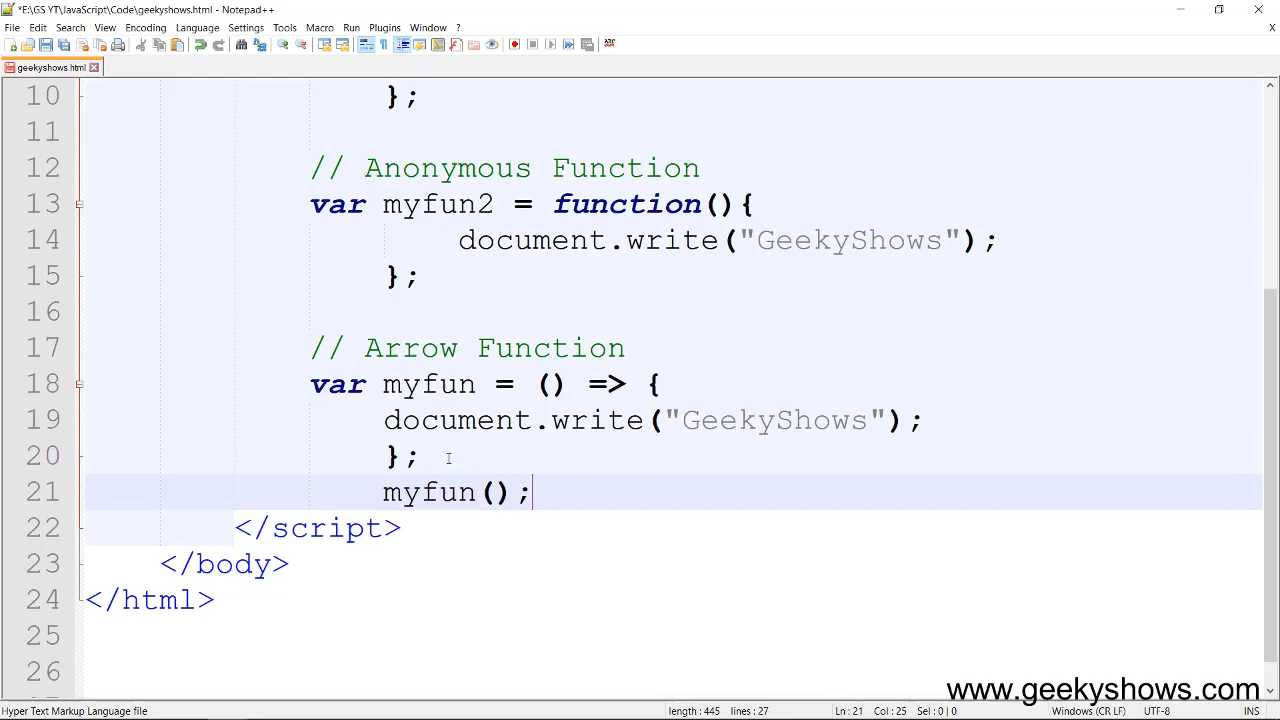 *E:\GS YT\JavaScript\Code\geekyshows.html - Notepad++
File Edit Search View Encoding Language Settings Tools Macro Run Plugins Window ? X
geekyshows.html
10 };
11
12 // Anonymous Function
13 var myfun2 = function(){
14 document.write("GeekyShows");
15 };
16
17 // Arrow Function
18 var myfun = () => {
19 document.write("GeekyShows");
20 };
21 myfun();
22 </script>
23 </body>
24 </html>
25
26
www.geekyshows.com
Hyper Text Markup Language file length : 445 lines : 27 Ln : 21 Col : 25 Sel : 0 | 0 Windows (CR LF) UTF-8 INS